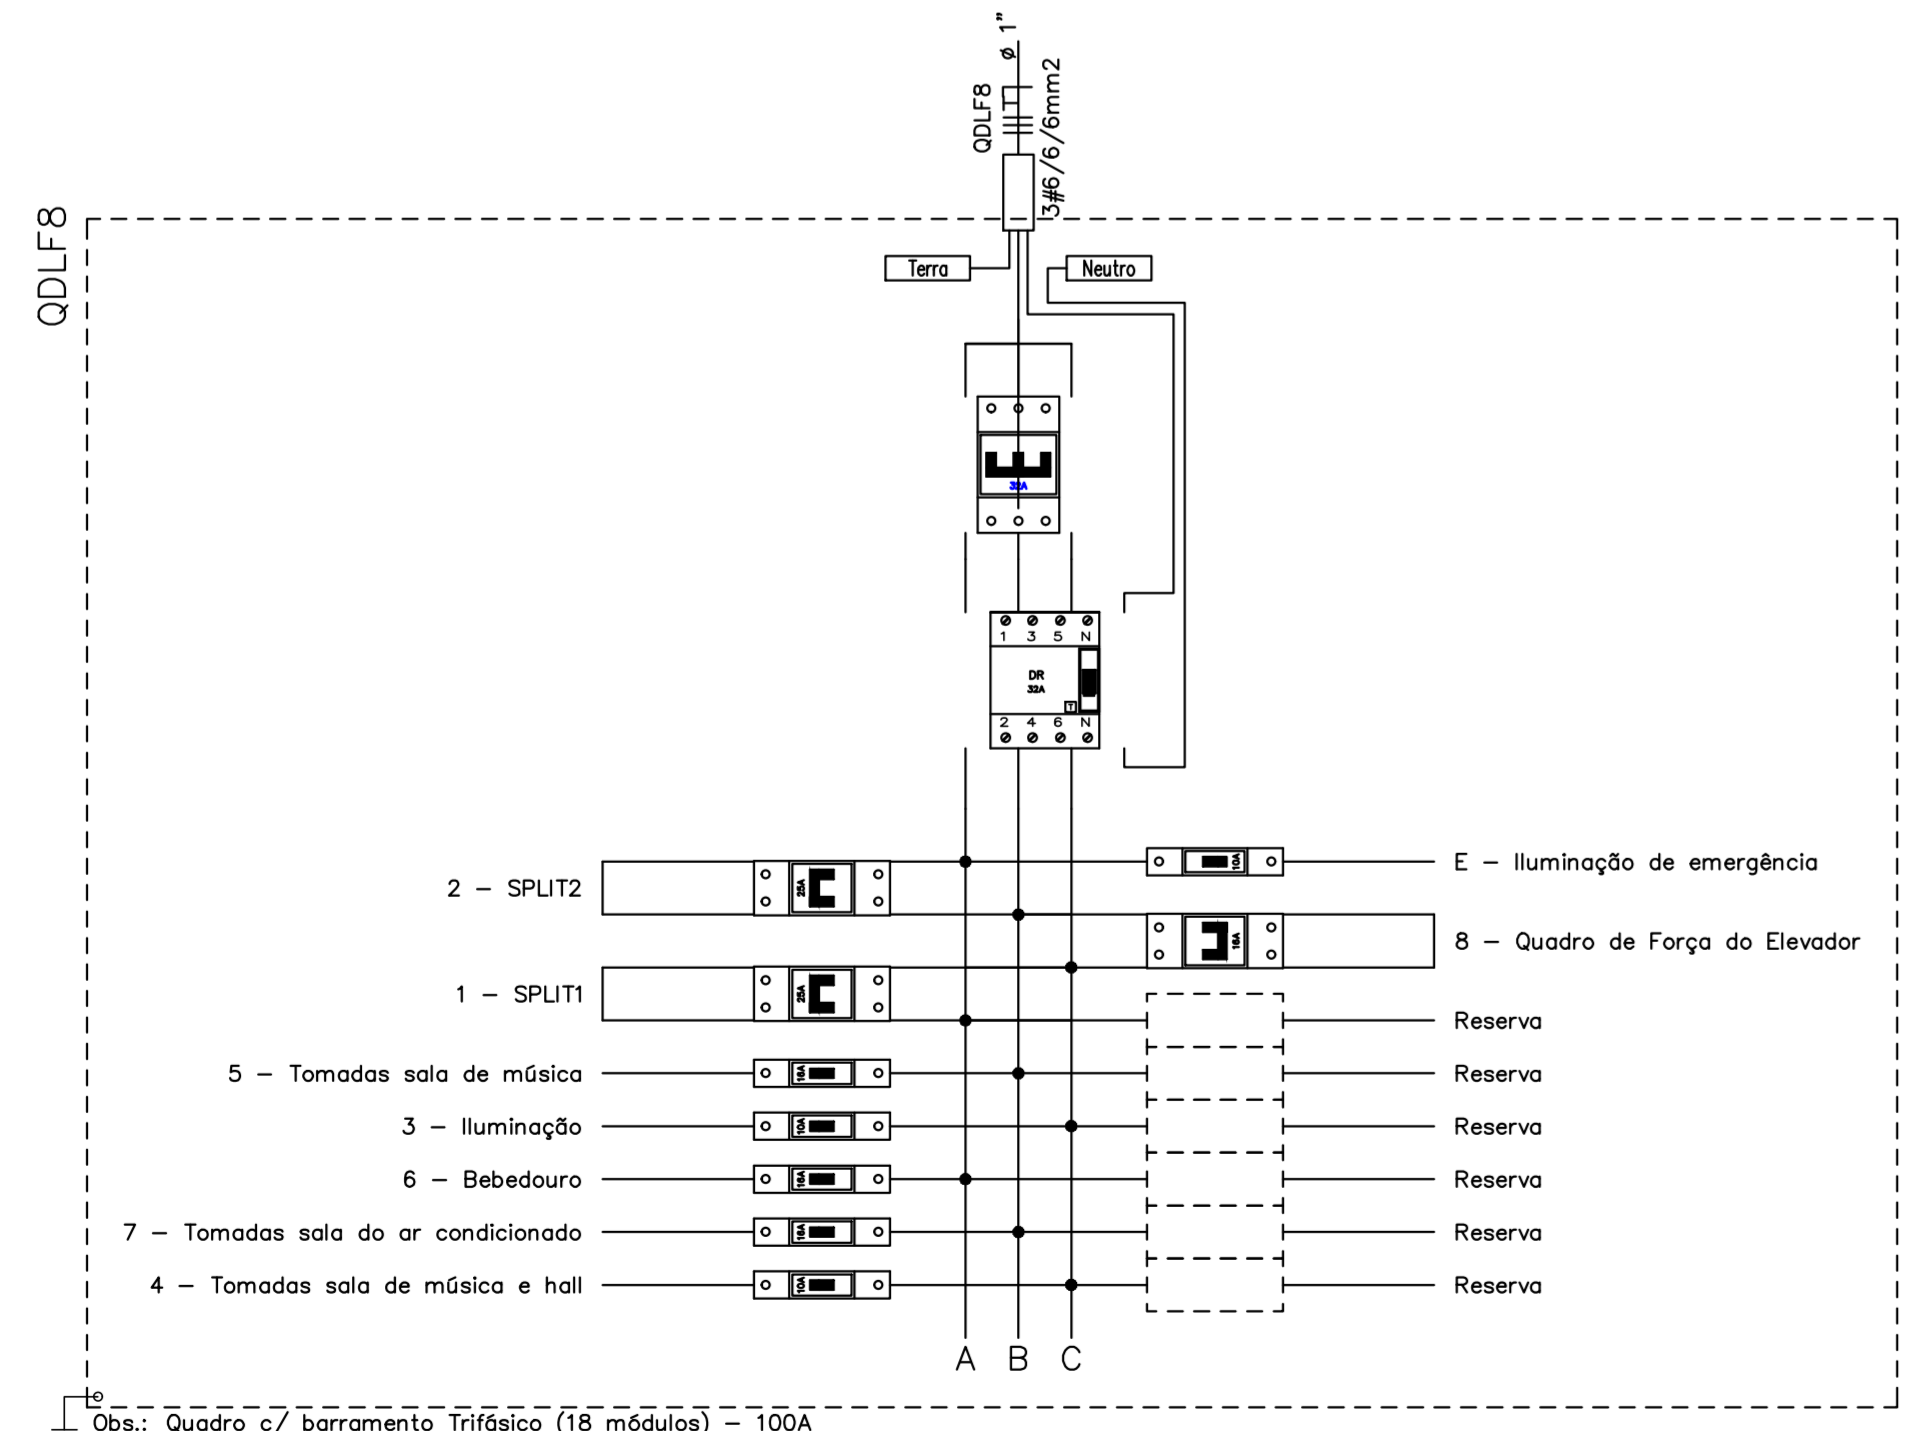 ø 1”
QDLF8
3#6/6/6mm2
QDLF8
Terra
Neutro
32A
1 3 5 N
DR
32A
T
2 4 6 N
2 – SPLIT2
25A
10A
E – Iluminação de emergência
16A
8 – Quadro de Força do Elevador
1 – SPLIT1
25A
Reserva
5 – Tomadas sala de música
16A
Reserva
3 – Iluminação
10A
Reserva
6 – Bebedouro
16A
Reserva
7 – Tomadas sala do ar condicionado
16A
Reserva
4 – Tomadas sala de música e hall
10A
Reserva
A B C
Obs.: Quadro c/ barramento Trifásico (18 módulos) – 100A